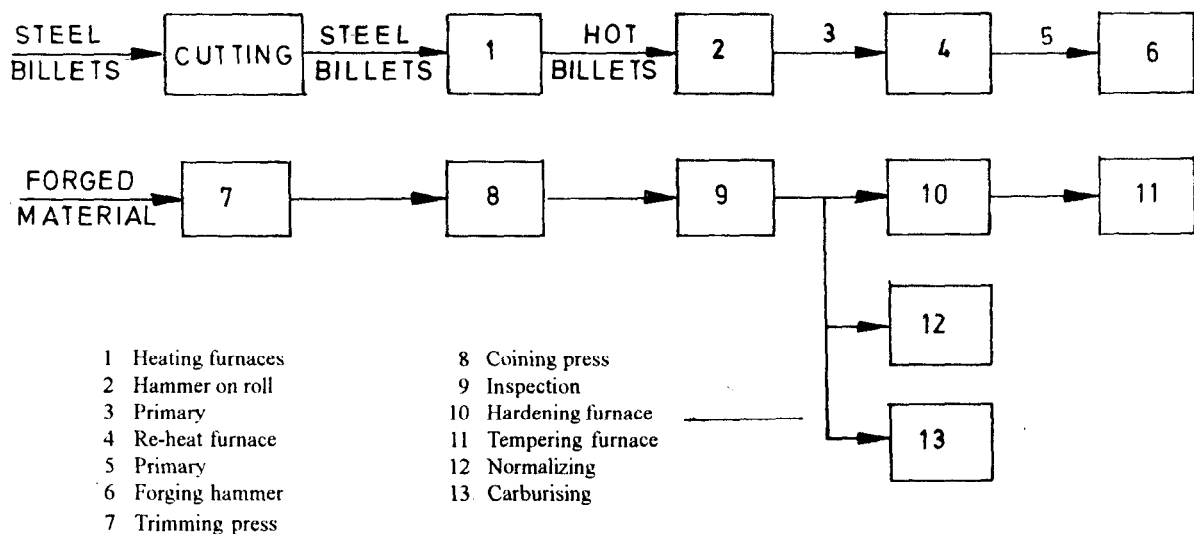 STEEL BILLETS CUTTING STEEL BILLETS 1 HOT BILLETS 2 3 4 5 6
FORGED MATERIAL 7 8 9 10 11
12
13
1 Heating furnaces
2 Hammer on roll
3 Primary
4 Re-heat furnace
5 Primary
6 Forging hammer
7 Trimming press
8 Coining press
9 Inspection
10 Hardening furnace
11 Tempering furnace
12 Normalizing
13 Carburising